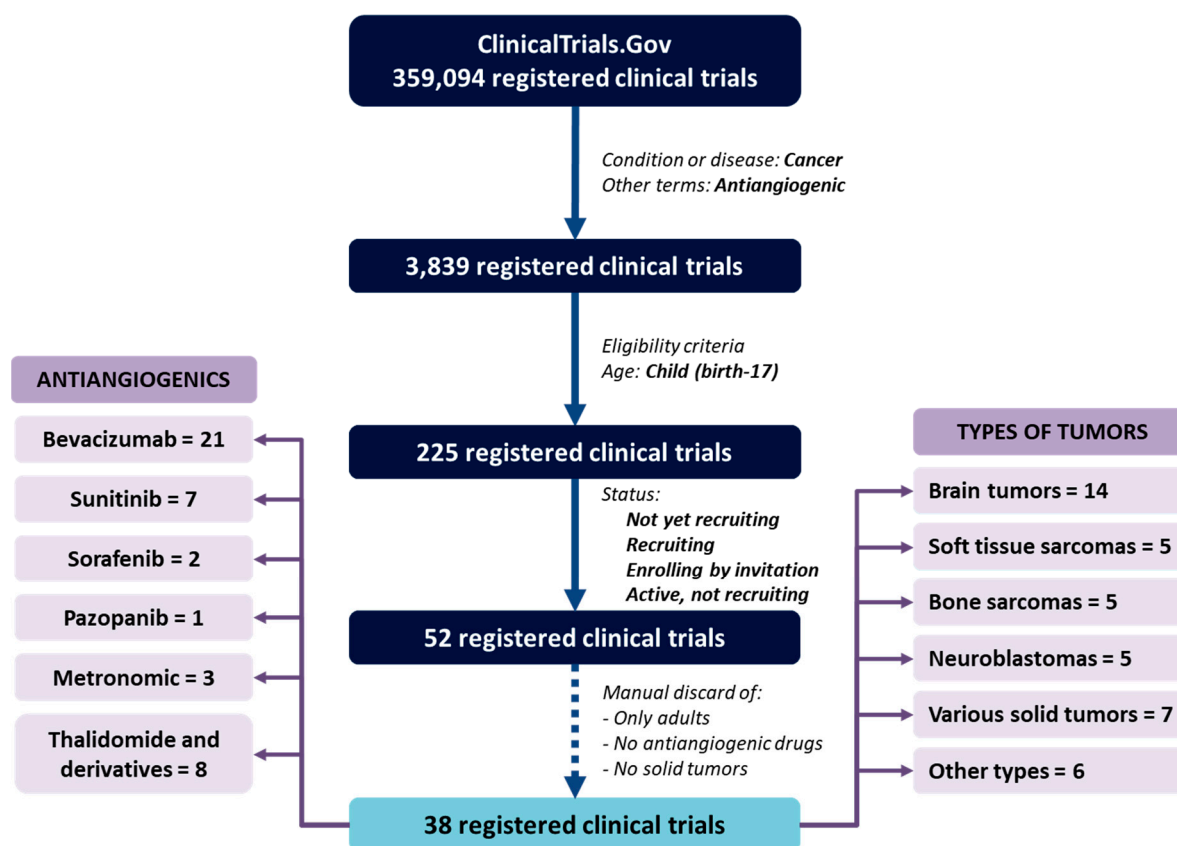 ClinicalTrials.Gov
359,094 registered clinical trials
Condition or disease: Cancer
Other terms: Antiangiogenic
3,839 registered clinical trials
Eligibility criteria
Age: Child (birth-17)
225 registered clinical trials
Status:
Not yet recruiting
Recruiting
Enrolling by invitation
Active, not recruiting
52 registered clinical trials
Manual discard of:
- Only adults
- No antiangiogenic drugs
- No solid tumors
38 registered clinical trials
ANTIANGIOGENICS
Bevacizumab = 21
Sunitinib = 7
Sorafenib = 2
Pazopanib = 1
Metronomic = 3
Thalidomide and
derivatives = 8
TYPES OF TUMORS
Brain tumors = 14
Soft tissue sarcomas = 5
Bone sarcomas = 5
Neuroblastomas = 5
Various solid tumors = 7
Other types = 6